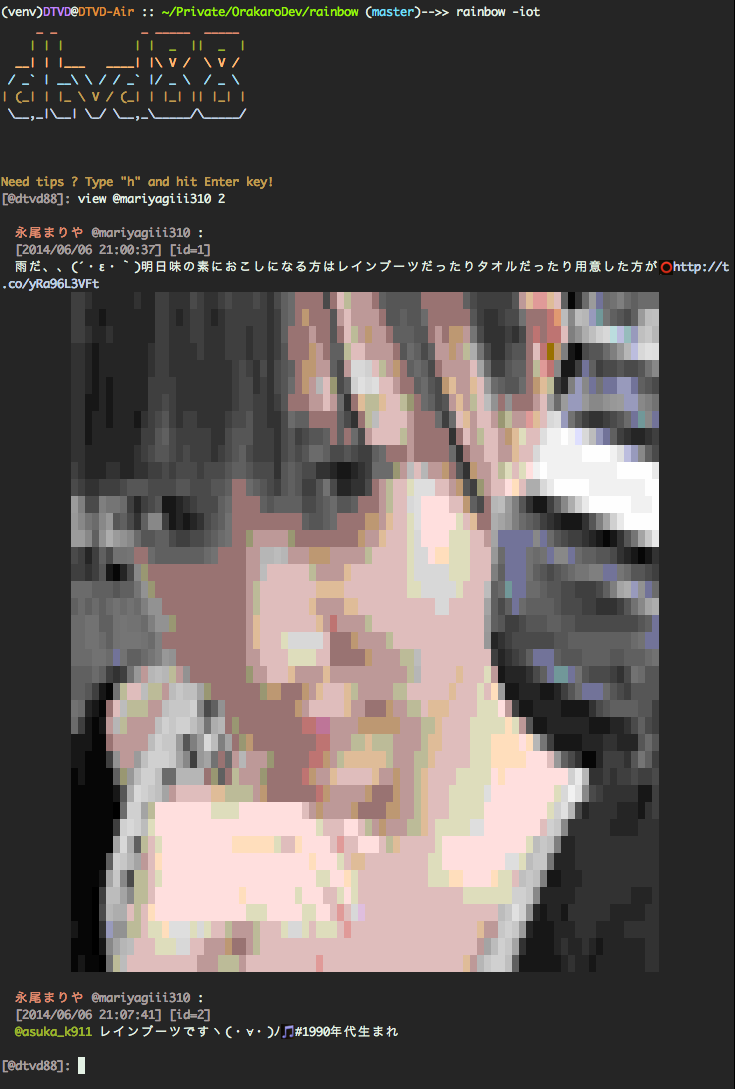 (venv)DTVD@DTVD-Air :: ~/Private/OrakaroDev/rainbow (master)-->> rainbow -iot
dtvd88
Need tips ? Type "h" and hit Enter key!
[@dtvd88]: view @mariyagiii310 2
永尾まりや @mariyagiii310 :
[2014/06/06 21:00:37] [id=1]
雨だ、、(´・ε・｀)明日味の素におこしになる方はレインブーツだったりタオルだったり用意した方が⭕http://t
.co/yRa96L3VFt
永尾まりや @mariyagiii310 :
[2014/06/06 21:07:41] [id=2]
@asuka_k911 レインブーツですヽ(・∀・)ﾉ🎵#1990年代生まれ
[@dtvd88]: